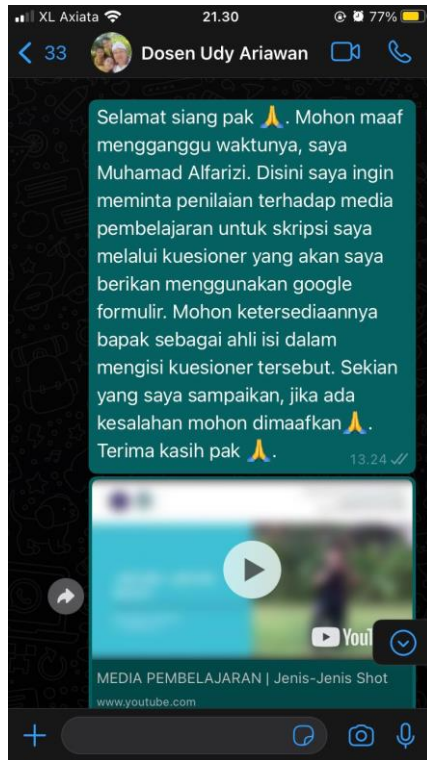 XL Axiata 21.30 77%
33 Dosen Udy Ariawan
Selamat siang pak 🙏. Mohon maaf
mengganggu waktunya, saya
Muhamad Alfarizi. Disini saya ingin
meminta penilaian terhadap media
pembelajaran untuk skripsi saya
melalui kuesioner yang akan saya
berikan menggunakan google
formulir. Mohon ketersediaannya
bapak sebagai ahli isi dalam
mengisi kuesioner tersebut. Sekian
yang saya sampaikan, jika ada
kesalahan mohon dimaafkan🙏.
Terima kasih pak 🙏.
13.24
YouT
MEDIA PEMBELAJARAN | Jenis-Jenis Shot
www.youtube.com